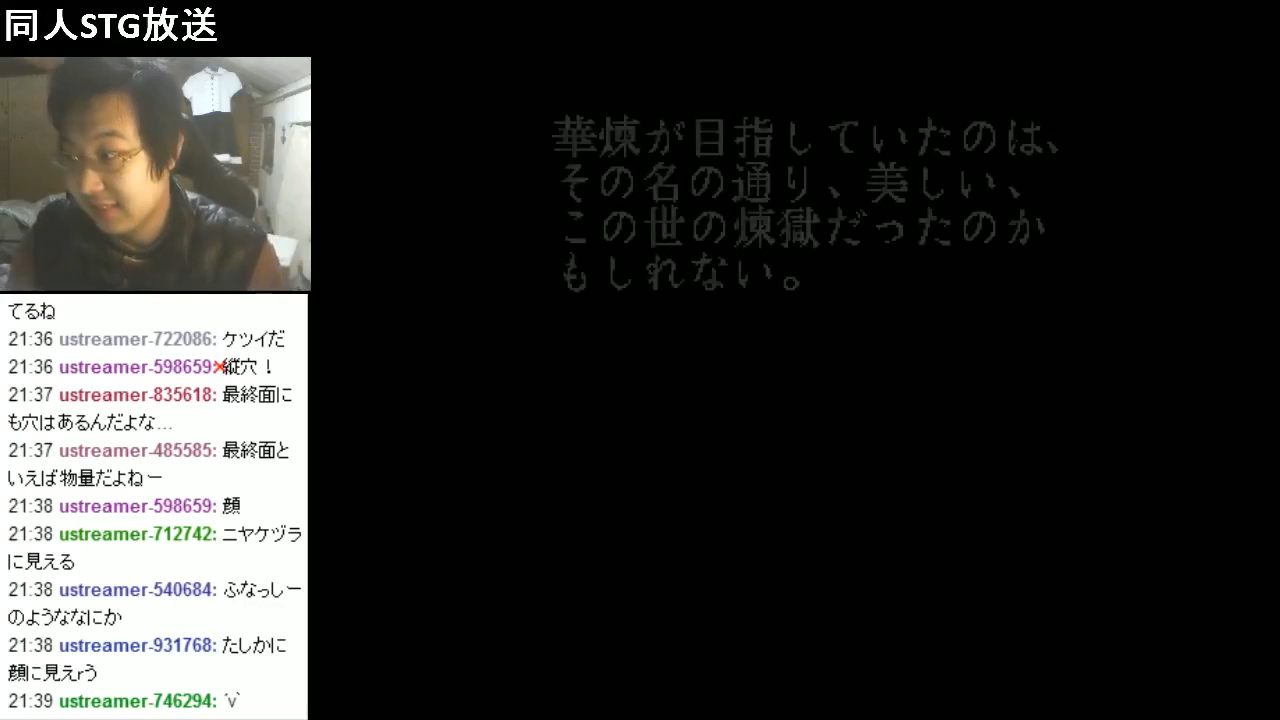 同人STG放送
華煉が目指していたのは、
その名の通り、美しい、
この世の煉獄だったのか
もしれない。
てるね
21:36 ustreamer-722086: ケツイだ
21:36 ustreamer-598659: 縦穴！
21:37 ustreamer-835618: 最終面に
も穴はあるんだよな…
21:37 ustreamer-485585: 最終面と
いえば物量だよねー
21:38 ustreamer-598659: 顔
21:38 ustreamer-712742: ニヤケヅラ
に見える
21:38 ustreamer-540684: ふなっしー
のようななにか
21:38 ustreamer-931768: たしかに
顔に見えrう
21:39 ustreamer-746294: ´v`